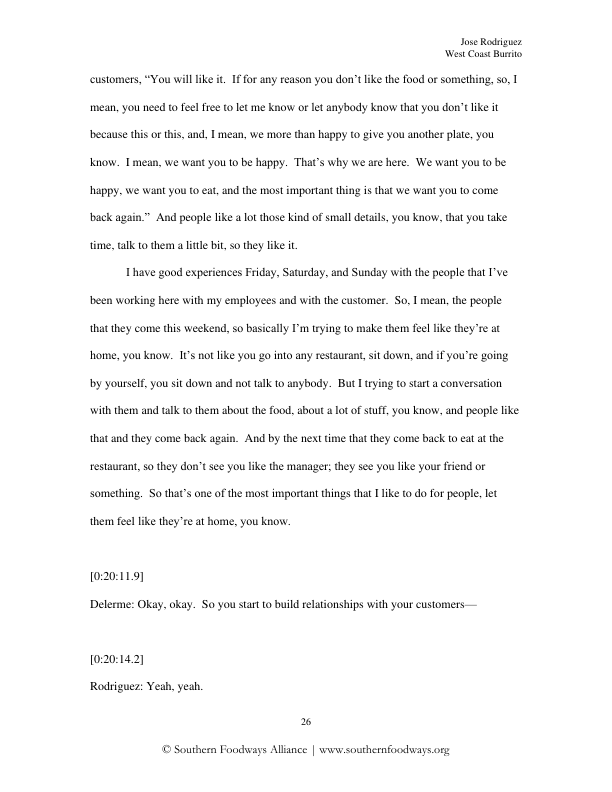 Jose Rodriguez
West Coast Burrito
customers, “You will like it.  If for any reason you don’t like the food or something, so, I
mean, you need to feel free to let me know or let anybody know that you don’t like it
because this or this, and, I mean, we more than happy to give you another plate, you
know.  I mean, we want you to be happy.  That’s why we are here.  We want you to be
happy, we want you to eat, and the most important thing is that we want you to come
back again.”  And people like a lot those kind of small details, you know, that you take
time, talk to them a little bit, so they like it.
I have good experiences Friday, Saturday, and Sunday with the people that I’ve
been working here with my employees and with the customer.  So, I mean, the people
that they come this weekend, so basically I’m trying to make them feel like they’re at
home, you know.  It’s not like you go into any restaurant, sit down, and if you’re going
by yourself, you sit down and not talk to anybody.  But I trying to start a conversation
with them and talk to them about the food, about a lot of stuff, you know, and people like
that and they come back again.  And by the next time that they come back to eat at the
restaurant, so they don’t see you like the manager; they see you like your friend or
something.  So that’s one of the most important things that I like to do for people, let
them feel like they’re at home, you know.
[0:20:11.9]
Delerme: Okay, okay.  So you start to build relationships with your customers—
[0:20:14.2]
Rodriguez: Yeah, yeah.
26
© Southern Foodways Alliance | www.southernfoodways.org